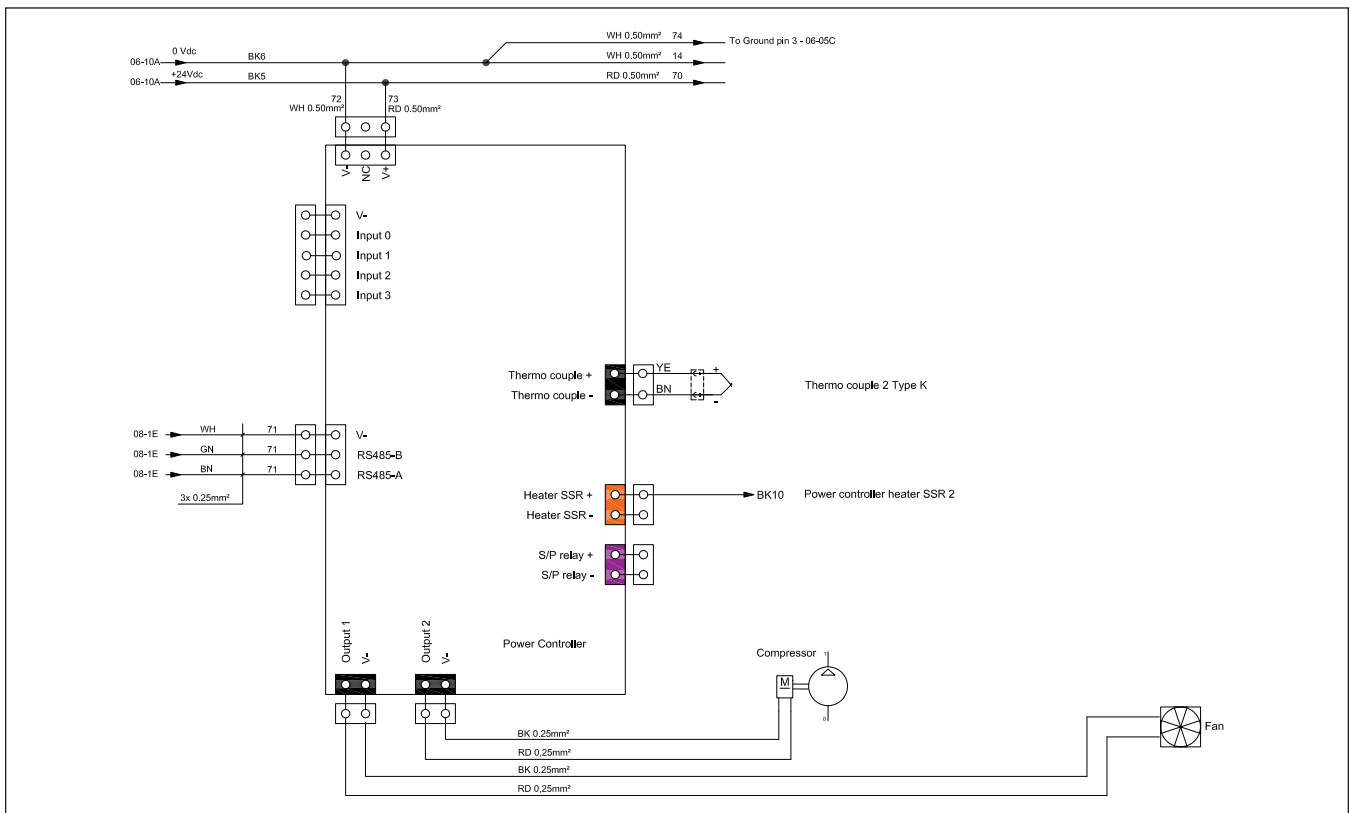 WH 0.50mm² 74
To Ground pin 3 - 06-05C
0 Vdc
06-10A
BK6
WH 0.50mm² 14
+24Vdc
06-10A
BK5
RD 0.50mm² 70
72
WH 0.50mm²
73
RD 0.50mm²
V-
NC
V+
V-
Input 0
Input 1
Input 2
Input 3
Thermo couple +
YE
+
Thermo couple -
BN
-
Thermo couple 2 Type K
08-1E WH 71 V-
08-1E GN 71 RS485-B
08-1E BN 71 RS485-A
3x 0.25mm²
Heater SSR +
BK10
Power controller heater SSR 2
Heater SSR -
S/P relay +
S/P relay -
Output 1
V-
Output 2
V-
Power Controller
Compressor
M
BK 0.25mm²
RD 0,25mm²
BK 0.25mm²
RD 0,25mm²
Fan